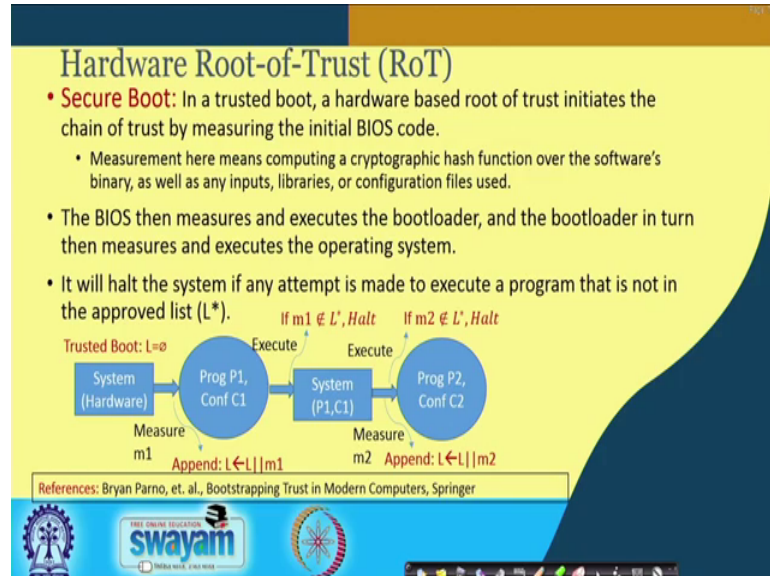 Hardware Root-of-Trust (RoT)
• Secure Boot: In a trusted boot, a hardware based root of trust initiates the
chain of trust by measuring the initial BIOS code.
• Measurement here means computing a cryptographic hash function over the software's
binary, as well as any inputs, libraries, or configuration files used.
• The BIOS then measures and executes the bootloader, and the bootloader in turn
then measures and executes the operating system.
• It will halt the system if any attempt is made to execute a program that is not in
the approved list (L*).
If m1 ∉ L*, Halt
If m2 ∉ L*, Halt
Trusted Boot: L=ø
Execute
Execute
System
(Hardware)
Prog P1,
Conf C1
System
(P1,C1)
Prog P2,
Conf C2
Measure
m1
Append: L←L||m1
Measure
m2
Append: L←L||m2
References: Bryan Parno, et. al., Bootstrapping Trust in Modern Computers, Springer
FREE ONLINE EDUCATION
swayam